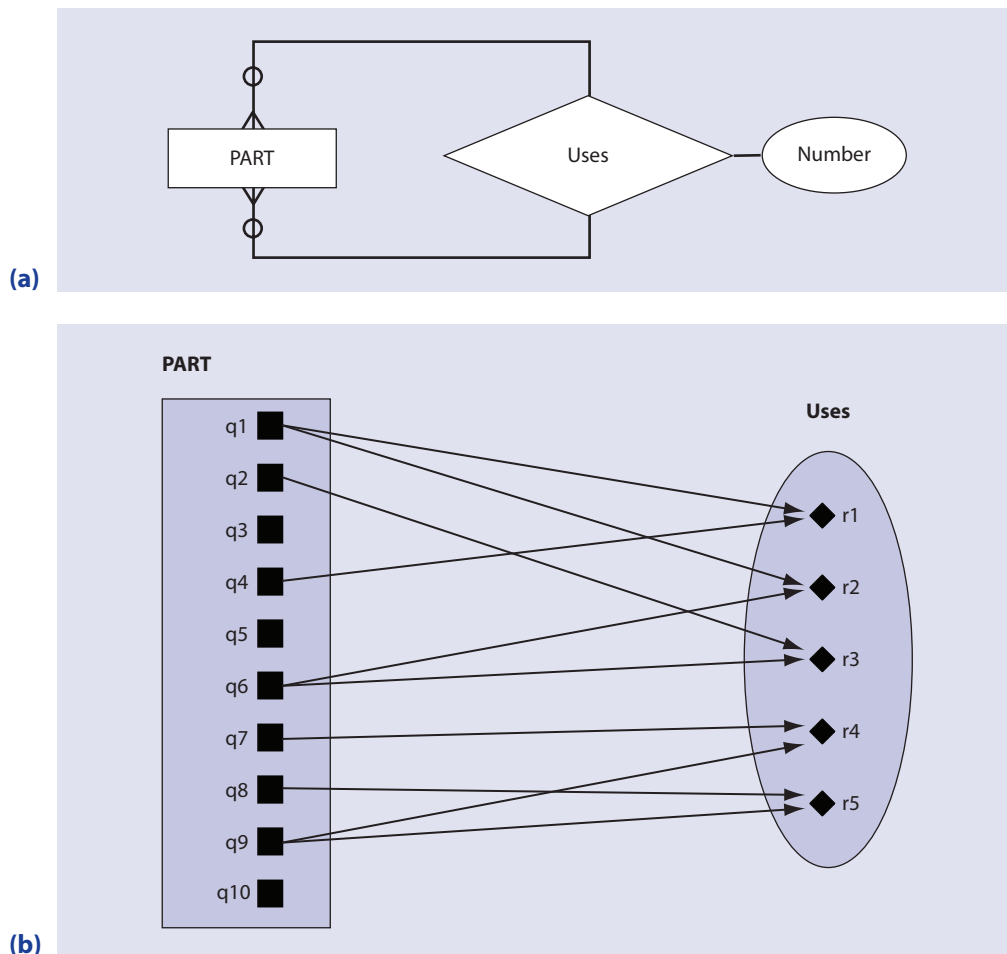 PART
Uses
Number
(a)
PART
Uses
q1
q2
q3
q4
q5
q6
q7
q8
q9
q10
r1
r2
r3
r4
r5
(b)